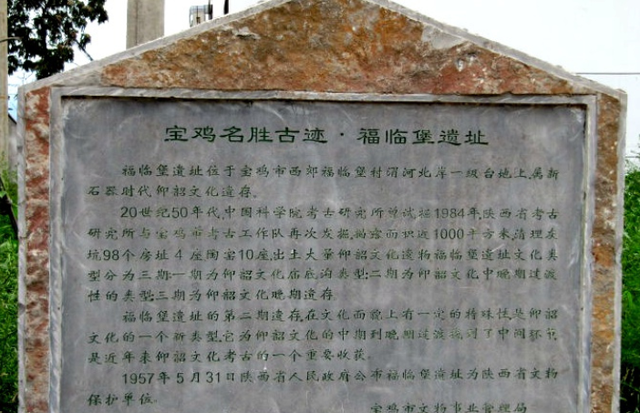 宝鸡名胜古迹·福临堡遗址
福临堡遗址位于宝鸡市西郊福临堡村渭河北岸一级台地上,属新
石器时代仰韶文化遗存。
20世纪50年代,中国科学院考古研究所曾试掘1984年,陕西省考古
研究所与宝鸡市考古工作队再次发掘,揭露面积近1000平方米,清理灰
坑98个房址4座陶窑10座,出土大量仰韶文化遗物福临堡遗址文化类
型分为三期一期为仰韶文化庙底沟类型;二期为仰韶文化中晚期过渡
性的类型;三期为仰韶文化晚期遗存。
福临堡遗址的第二期遗存,在文化面貌上有一定的特殊性是仰韶
文化的一个新类型,它为仰韶文化的中期到晚期过渡找到了中间环节
是近年来仰韶文化考古的一个重要收获。
1957年5月31日陕西省人民政府公布福临堡遗址为陕西省文物
保护单位。
宝鸡市文物事业管理局